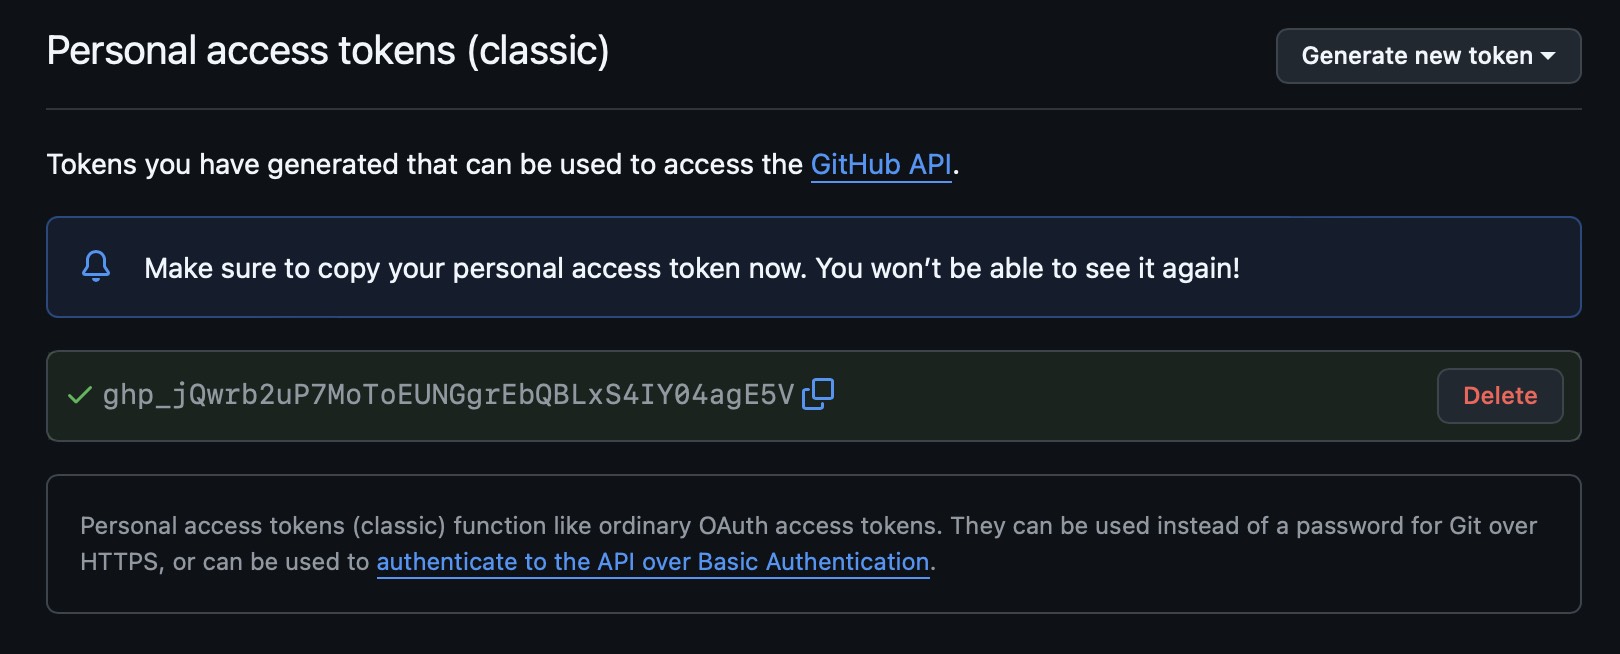 Personal access tokens (classic)
Generate new token
Tokens you have generated that can be used to access the GitHub API.
Make sure to copy your personal access token now. You won’t be able to see it again!
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
Delete
Personal access tokens (classic) function like ordinary OAuth access tokens. They can be used instead of a password for Git over
HTTPS, or can be used to authenticate to the API over Basic Authentication.